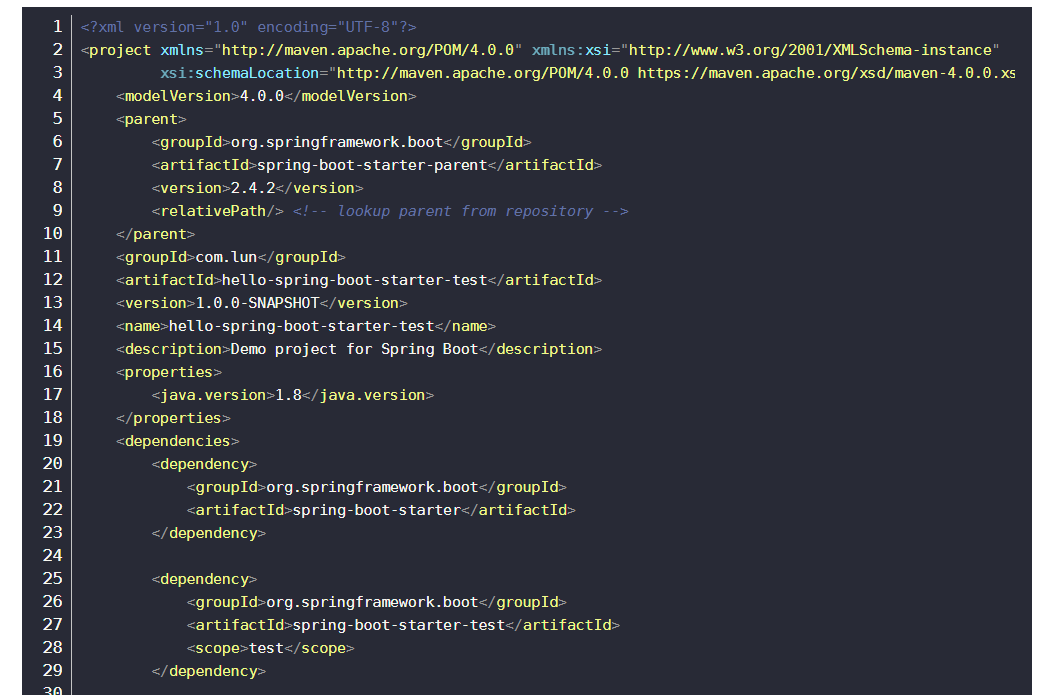 1 <?xml version="1.0" encoding="UTF-8"?>
2 <project xmlns="http://maven.apache.org/POM/4.0.0" xmlns:xsi="http://www.w3.org/2001/XMLSchema-instance"
3          xsi:schemaLocation="http://maven.apache.org/POM/4.0.0 https://maven.apache.org/xsd/maven-4.0.0.xs
4     <modelVersion>4.0.0</modelVersion>
5     <parent>
6         <groupId>org.springframework.boot</groupId>
7         <artifactId>spring-boot-starter-parent</artifactId>
8         <version>2.4.2</version>
9         <relativePath/> <!-- lookup parent from repository -->
10     </parent>
11     <groupId>com.lun</groupId>
12     <artifactId>hello-spring-boot-starter-test</artifactId>
13     <version>1.0.0-SNAPSHOT</version>
14     <name>hello-spring-boot-starter-test</name>
15     <description>Demo project for Spring Boot</description>
16     <properties>
17         <java.version>1.8</java.version>
18     </properties>
19     <dependencies>
20         <dependency>
21             <groupId>org.springframework.boot</groupId>
22             <artifactId>spring-boot-starter</artifactId>
23         </dependency>
24
25         <dependency>
26             <groupId>org.springframework.boot</groupId>
27             <artifactId>spring-boot-starter-test</artifactId>
28             <scope>test</scope>
29         </dependency>
30